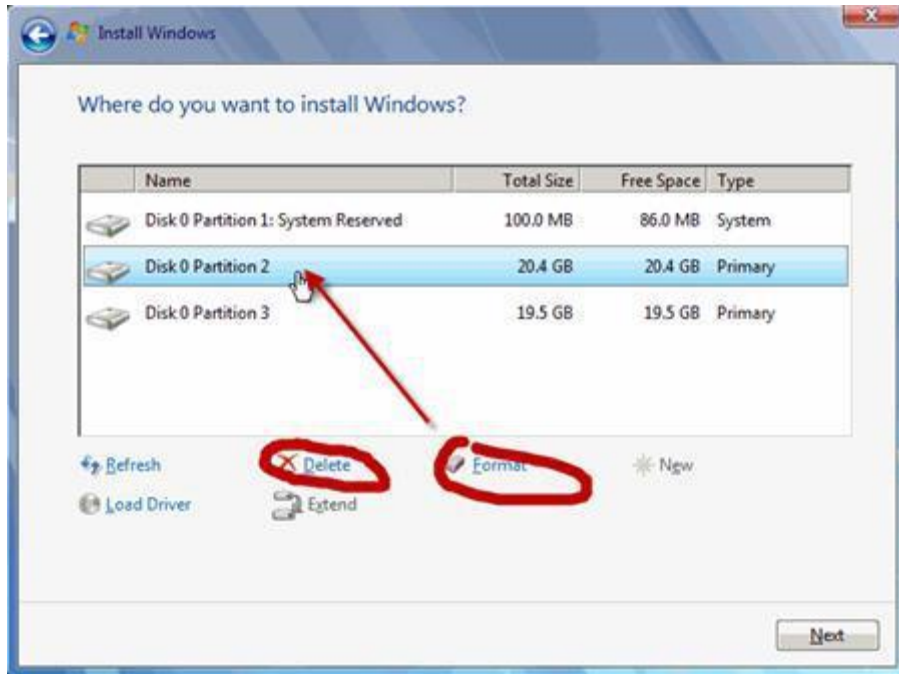 Install Windows
Where do you want to install Windows?
Name Total Size Free Space Type
Disk 0 Partition 1: System Reserved 100.0 MB 86.0 MB System
Disk 0 Partition 2 20.4 GB 20.4 GB Primary
Disk 0 Partition 3 19.5 GB 19.5 GB Primary
Refresh Delete Format New
Load Driver Extend
Next